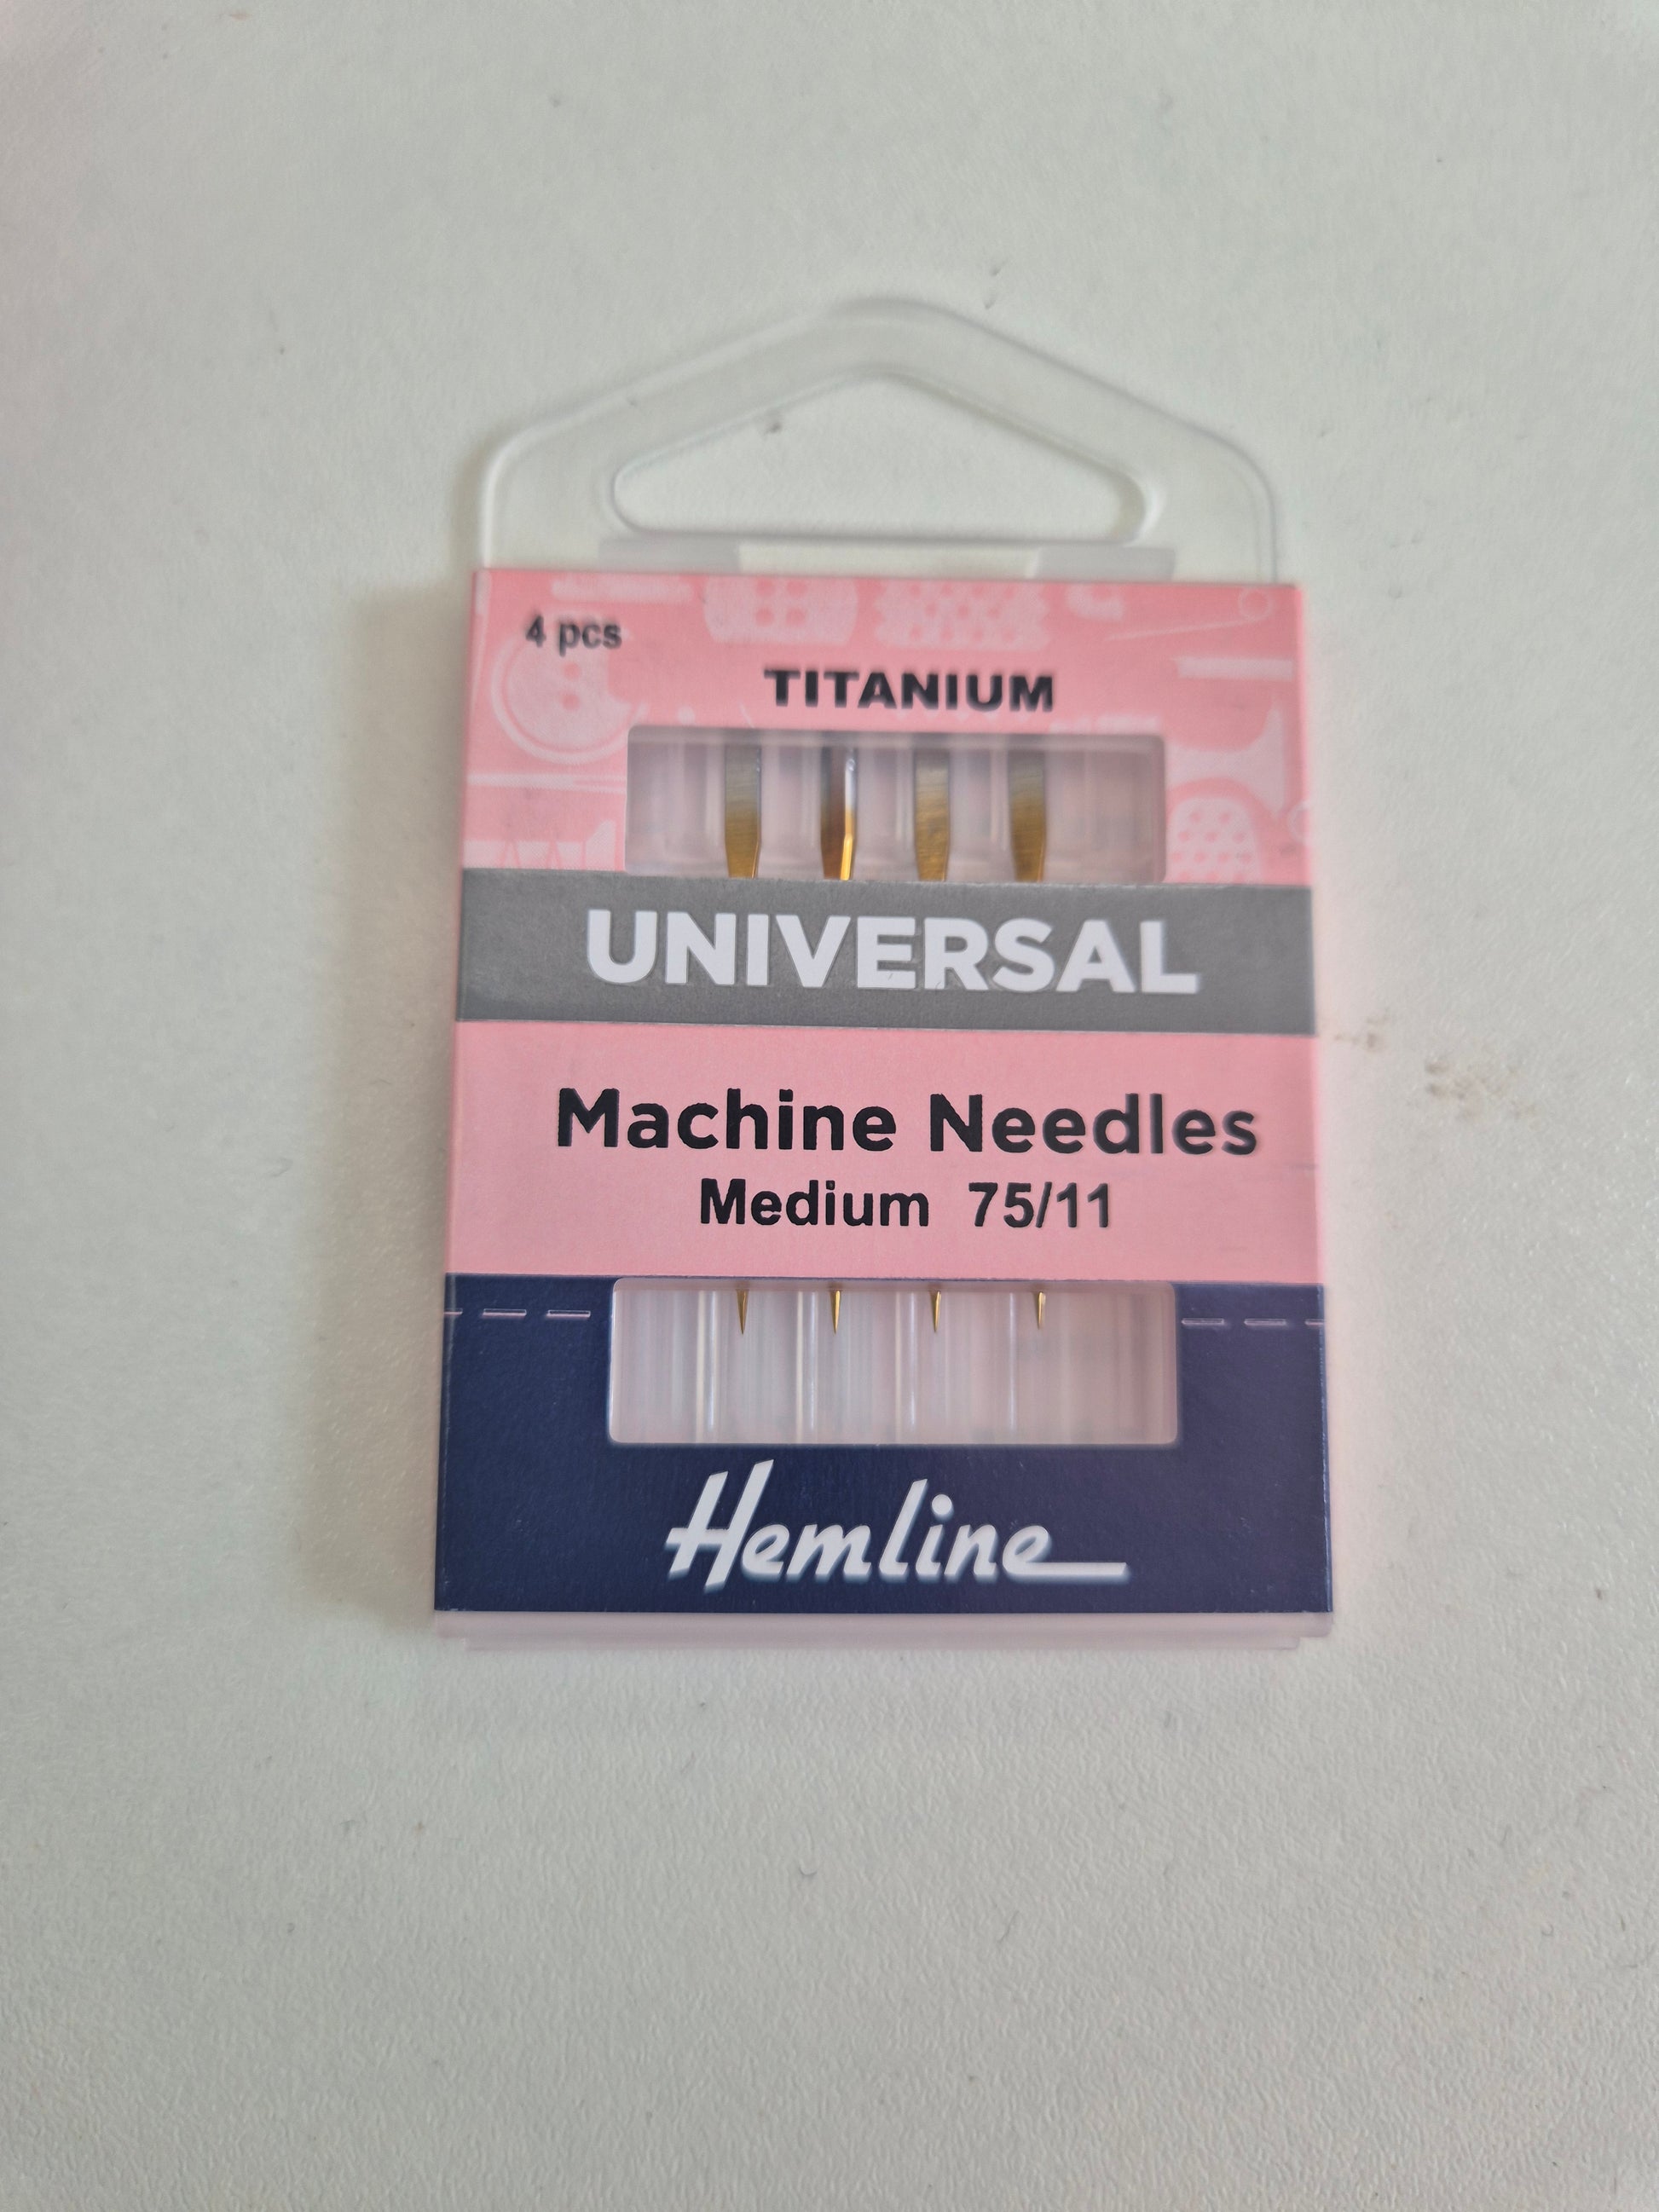 4 pcs
TITANIUM
UNIVERSAL
Machine Needles
Medium 75/11
Hemline